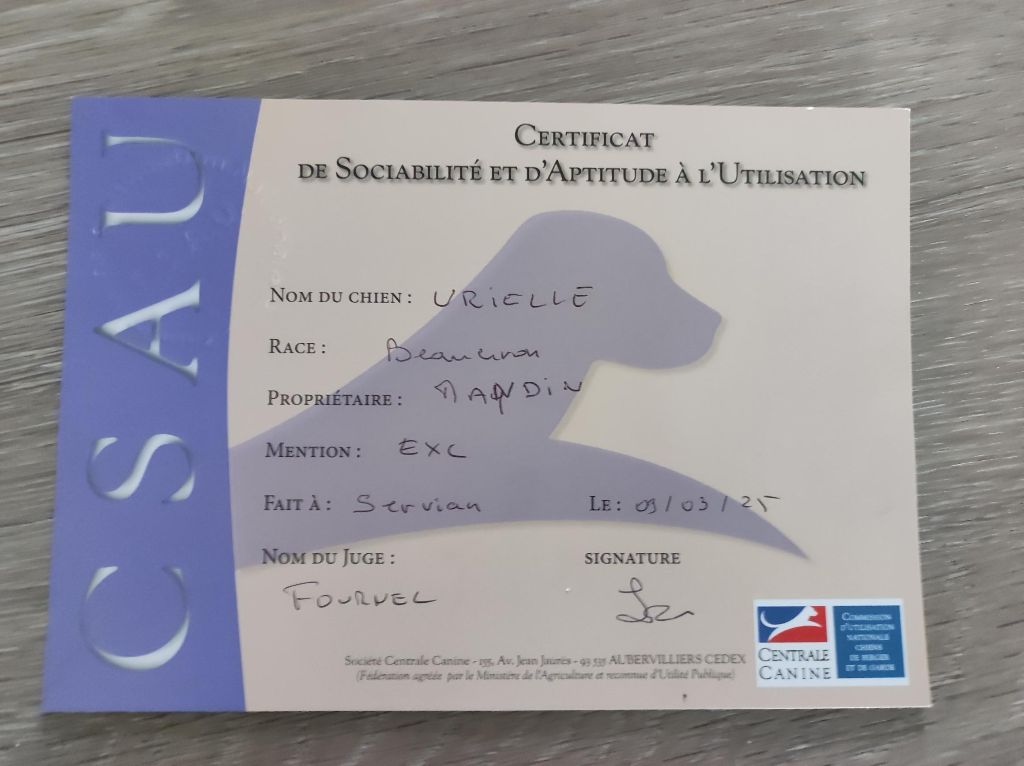 CSAU
CERTIFICAT
DE SOCIABILITÉ ET D'APTITUDE À L'UTILISATION
NOM DU CHIEN : URIELLE
RACE : Beauceron
PROPRIÉTAIRE : MANDIN
MENTION : EXC
FAIT À : Servian LE : 09/03/25
NOM DU JUGE : SIGNATURE
FOURNEL
Société Centrale Canine - 155, Av. Jean Jaurès - 93 535 AUBERVILLIERS CEDEX
(Fédération agréée par le Ministère de l'Agriculture et reconnue d'Utilité Publique)
CENTRALE
CANINE
COMMISSION
D'UTILISATION
NATIONALE
CHIENS
DE BERGER
ET DE GARDE